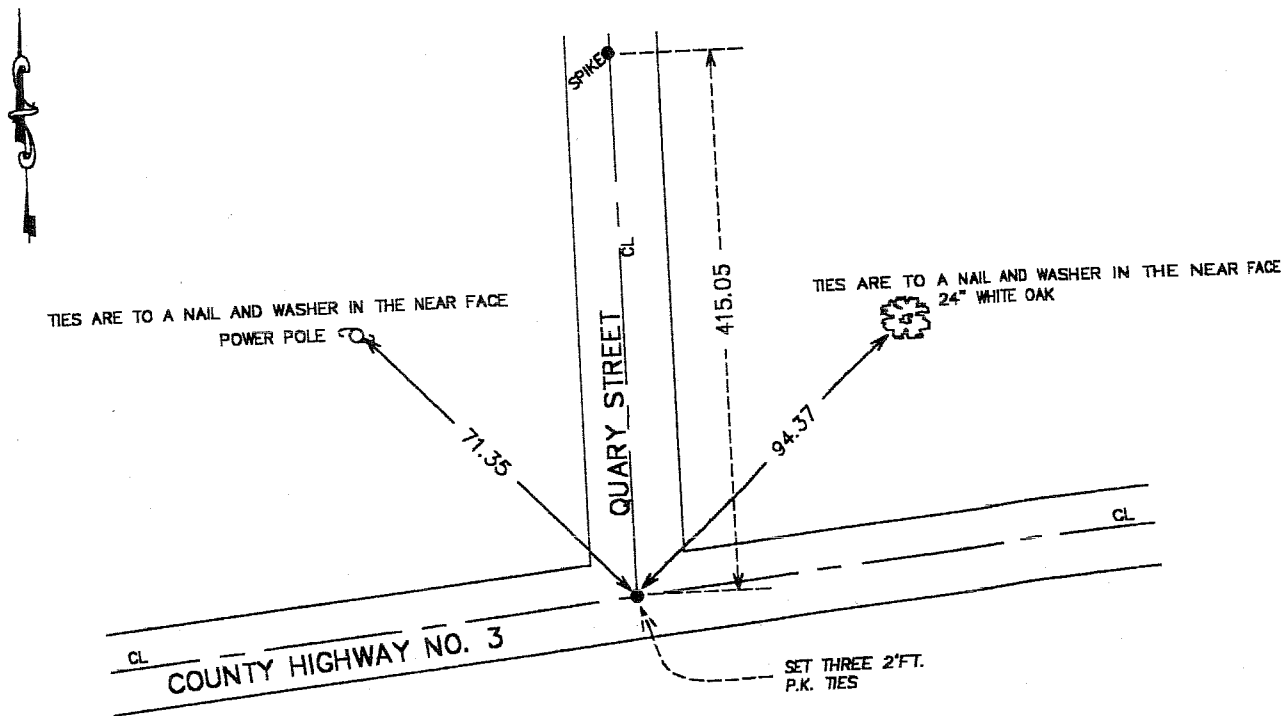 SPIKE
CL
415.05
TIES ARE TO A NAIL AND WASHER IN THE NEAR FACE
24" WHITE OAK
TIES ARE TO A NAIL AND WASHER IN THE NEAR FACE
POWER POLE
QUARY STREET
71.35
94.37
CL
CL
COUNTY HIGHWAY NO. 3
SET THREE 2'FT.
P.K. TIES